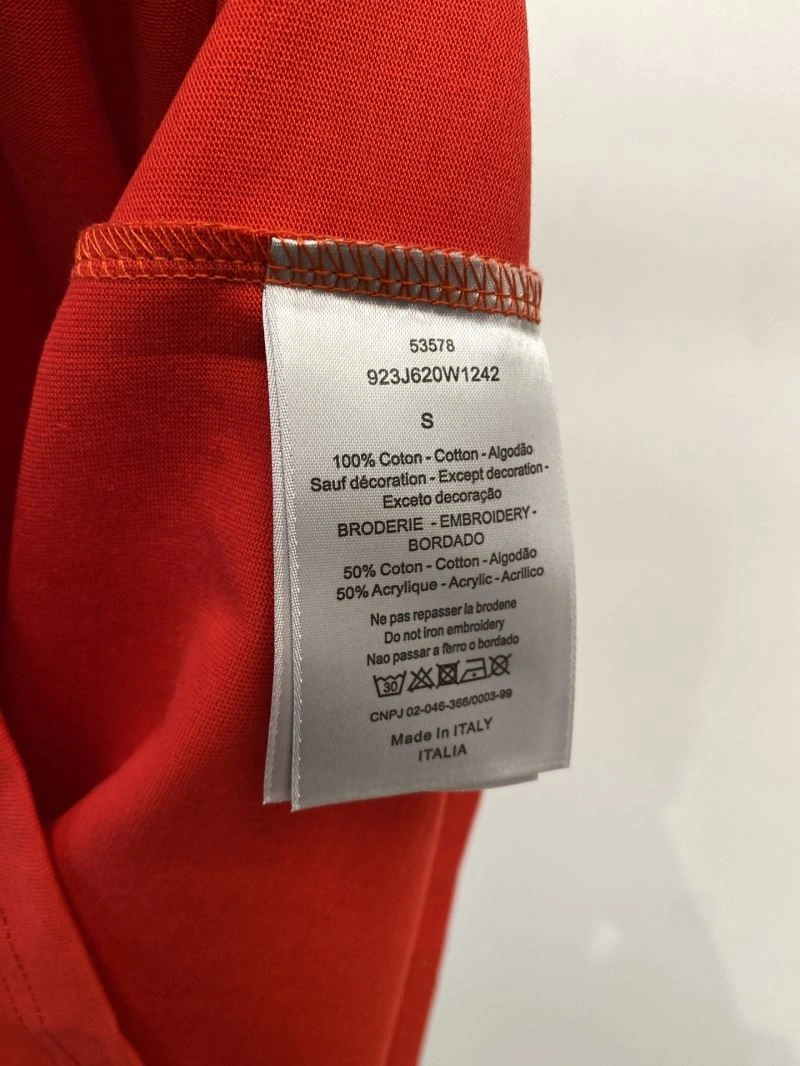 53578
923J620W1242
S
100% Coton - Cotton - Algodão
Sauf décoration - Except decoration -
Exceto decoração
BRODERIE - EMBROIDERY -
BORDADO
50% Coton - Cotton - Algodão
50% Acrylique - Acrylic - Acrilico
Ne pas repasser la brodene
Do not iron embroidery
Nao passar a ferro o bordado
30
CNPJ 02-046-366/0003-99
Made In ITALY
ITALIA